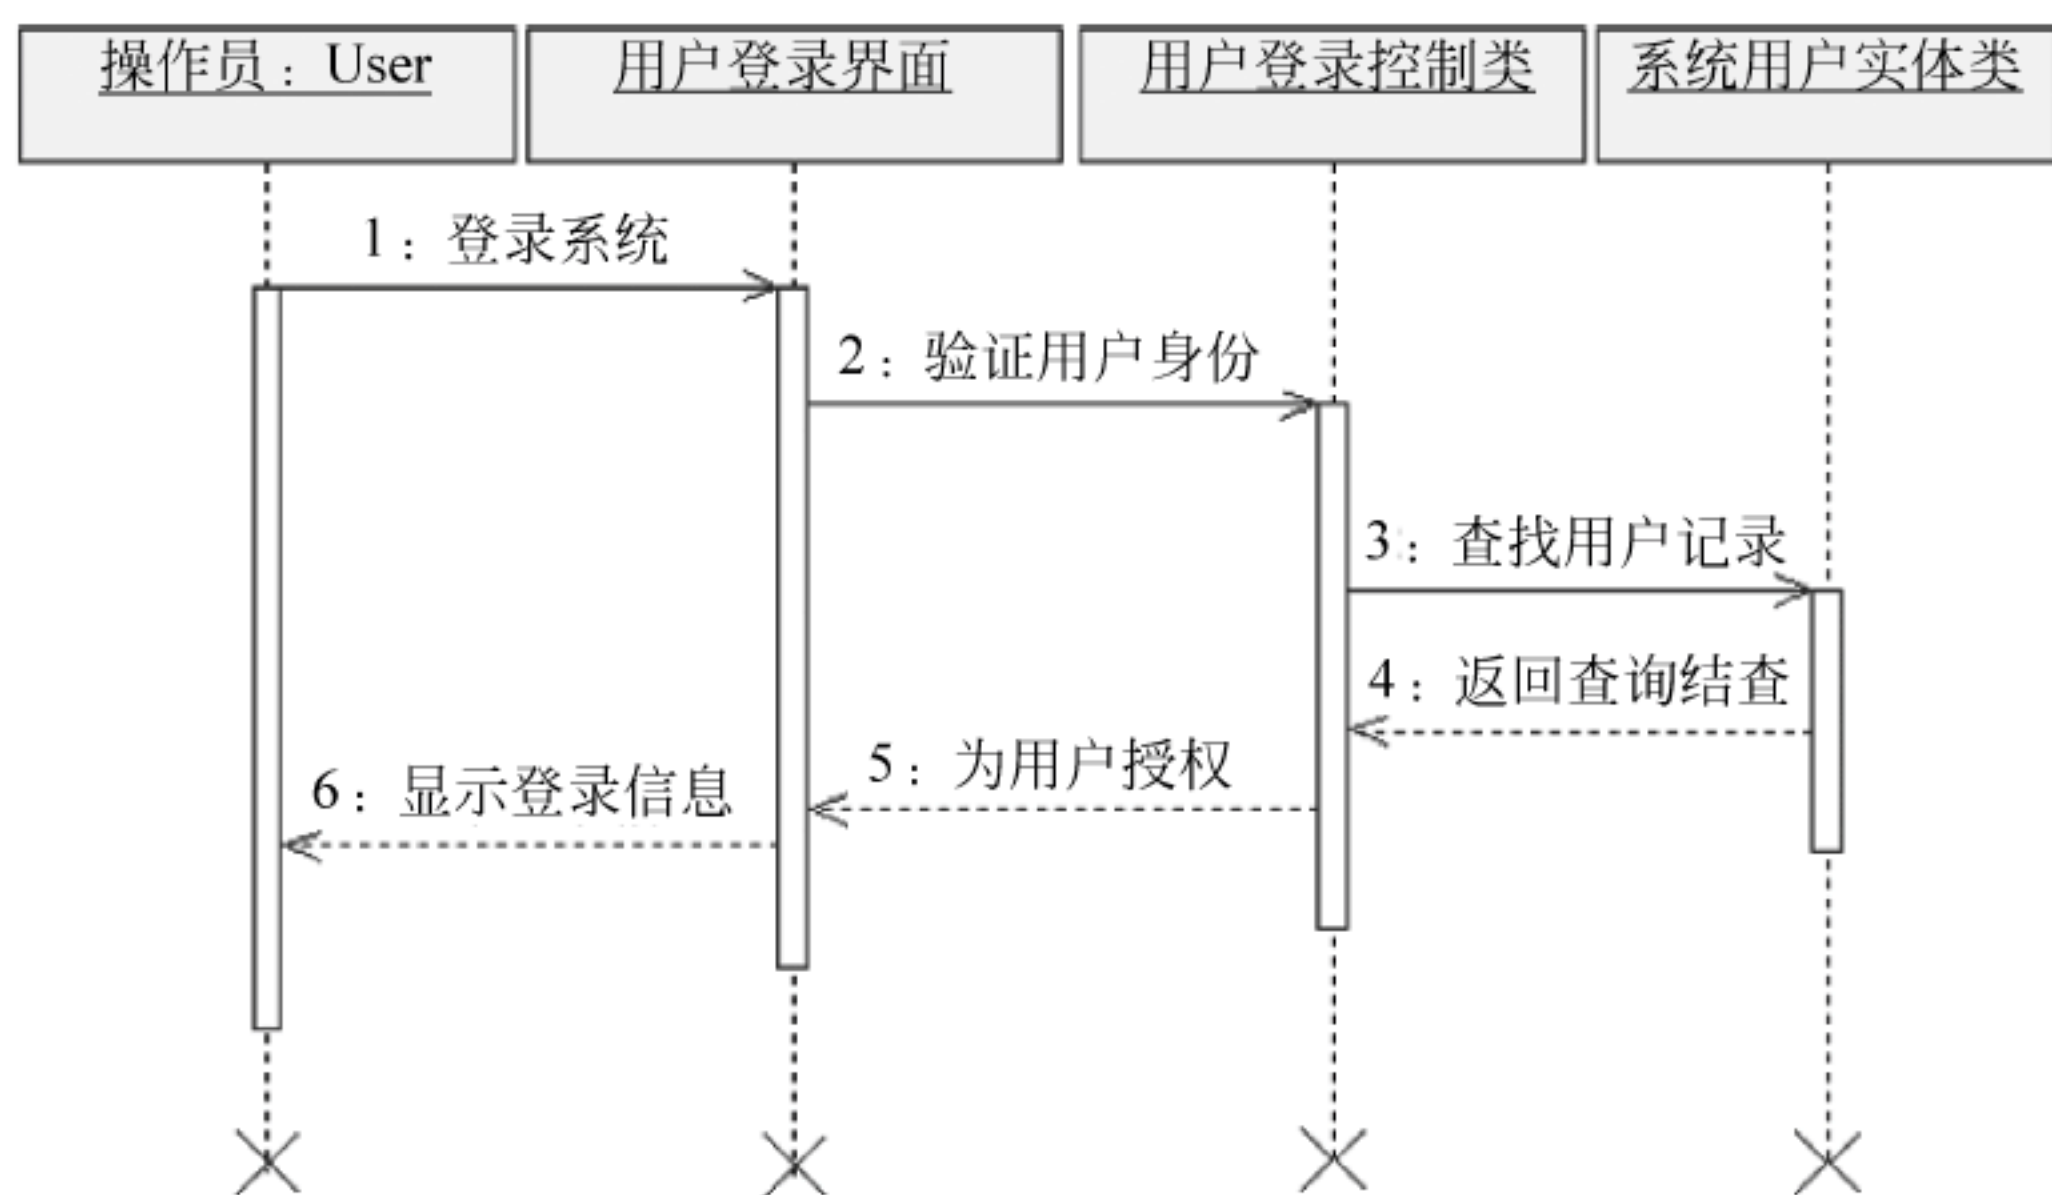 操作员：User
用户登录界面
用户登录控制类
系统用户实体类
1：登录系统
2：验证用户身份
3：查找用户记录
4：返回查询结查
5：为用户授权
6：显示登录信息